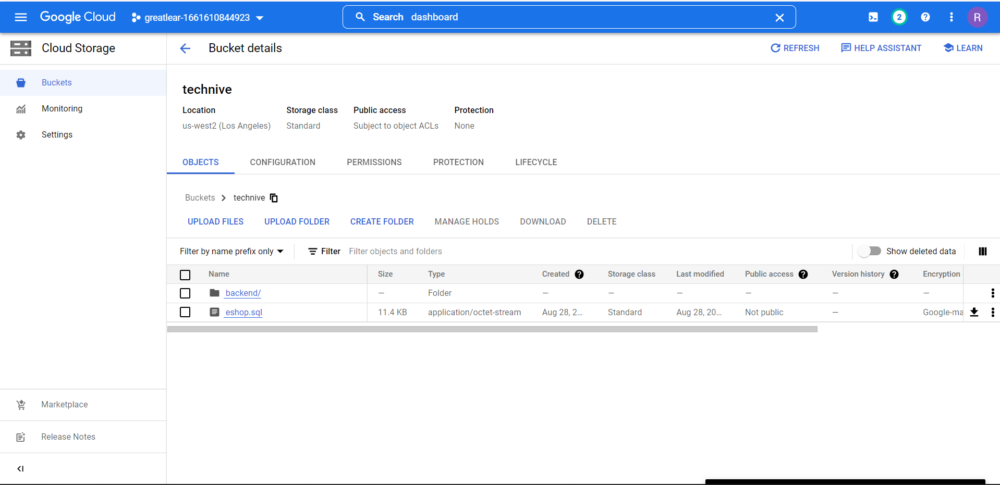 Google Cloud greatlear-1661610844923 Search dashboard 2 R
Cloud Storage Bucket details REFRESH HELP ASSISTANT LEARN
Buckets
Monitoring
Settings
Marketplace
Release Notes
technive
Location Storage class Public access Protection
us-west2 (Los Angeles) Standard Subject to object ACLs None
OBJECTS CONFIGURATION PERMISSIONS PROTECTION LIFECYCLE
Buckets technive
UPLOAD FILES UPLOAD FOLDER CREATE FOLDER MANAGE HOLDS DOWNLOAD DELETE
Filter by name prefix only Filter Filter objects and folders Show deleted data
Name Size Type Created Storage class Last modified Public access Version history Encryption
backend/ — Folder — — — — — —
eshop.sql 11.4 KB application/octet-stream Aug 28, 2... Standard Aug 28, 20... Not public — Google-ma